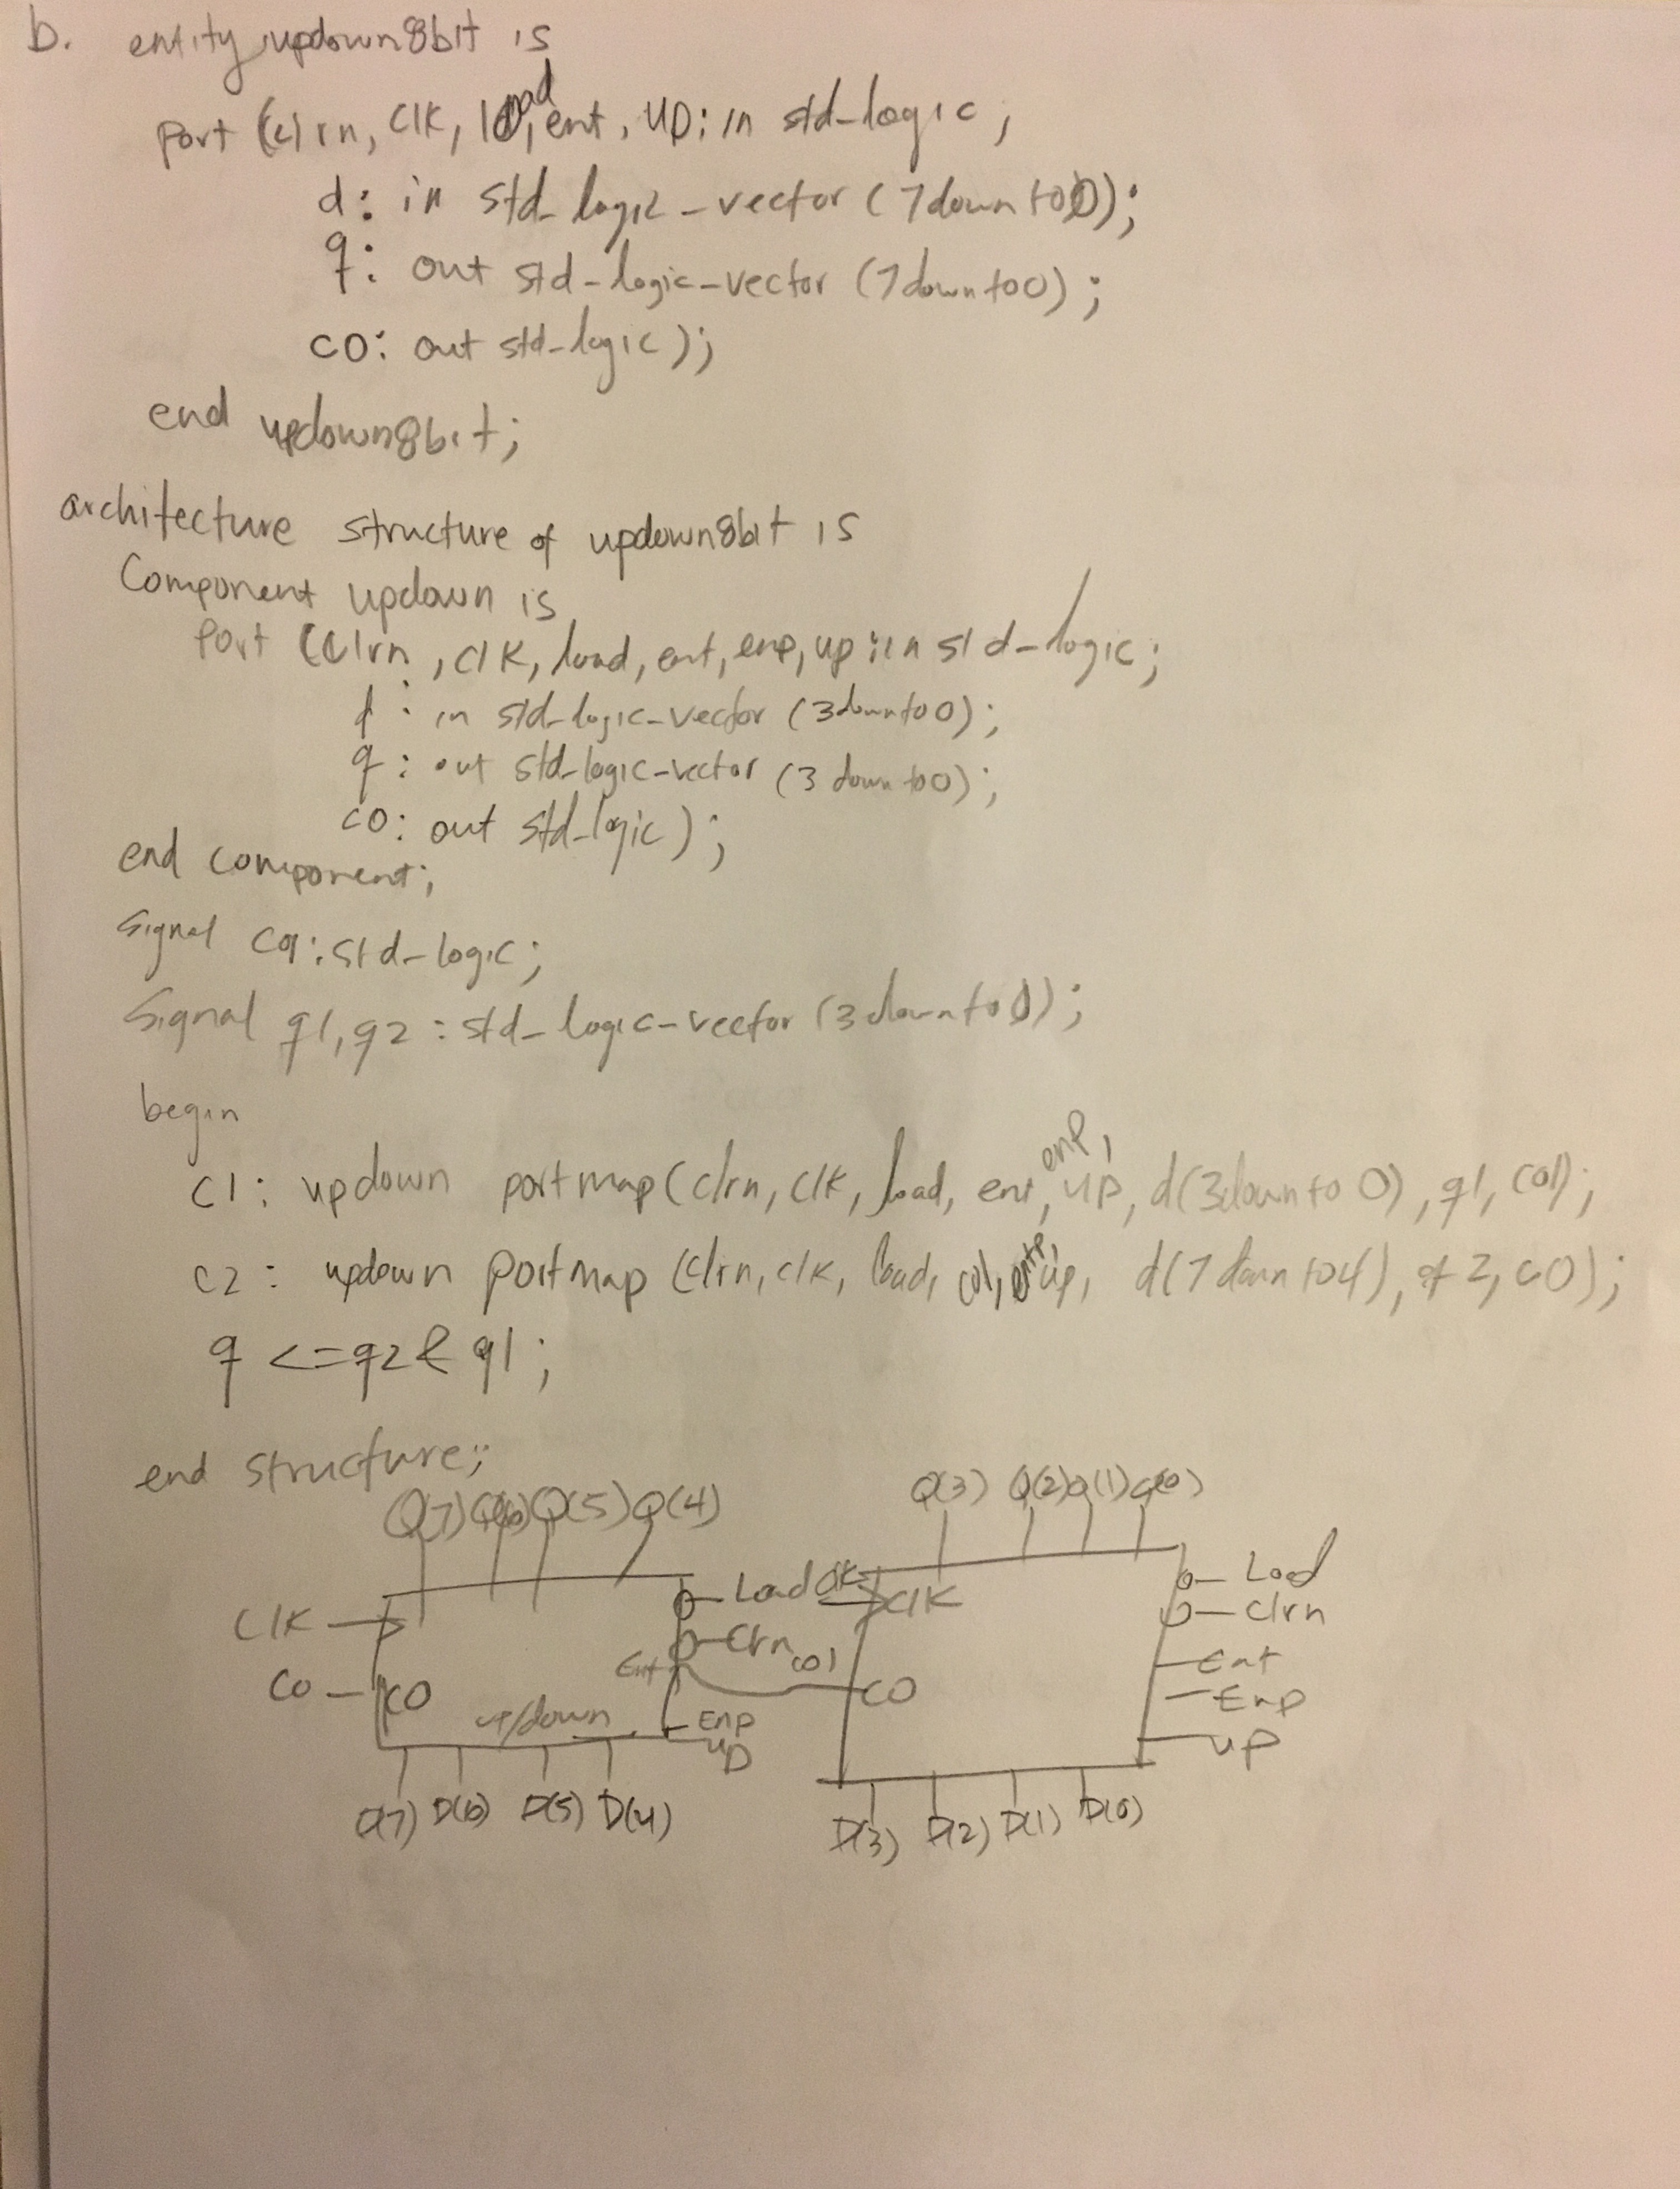 b. entity updown8bit is
port (clrn, clk, load, ent, up: in std-logic;
d: in std-logic-vector (7 downto 0);
q: out std-logic-vector (7 downto 0);
co: out std-logic);
end updown8bit;
architecture structure of updown8bit is
Component updown is
Port (clrn, clk, load, ent, enp, up: in std-logic;
d: in std-logic-vector (3 downto 0);
q: out std-logic-vector (3 downto 0);
co: out std-logic);
end component;
Signal co1: std-logic;
Signal q1, q2: std-logic-vector (3 downto 0);
begin
c1: updown portmap (clrn, clk, load, ent, enp, up, d(3 downto 0), q1, co1);
c2: updown portmap (clrn, clk, load, co1, entp, up, d(7 downto 4), q2, co);
q <= q2 & q1;
end structure;;
Q(7) Q(6) Q(5) Q(4) Q(3) Q(2) Q(1) Q(0)
Load clk Load
Clk clk clrn
Clrn co1
Ent Ent
Co CO CO Enp
up/down Enp
up up
D(7) D(6) D(5) D(4) D(3) D(2) D(1) D(0)